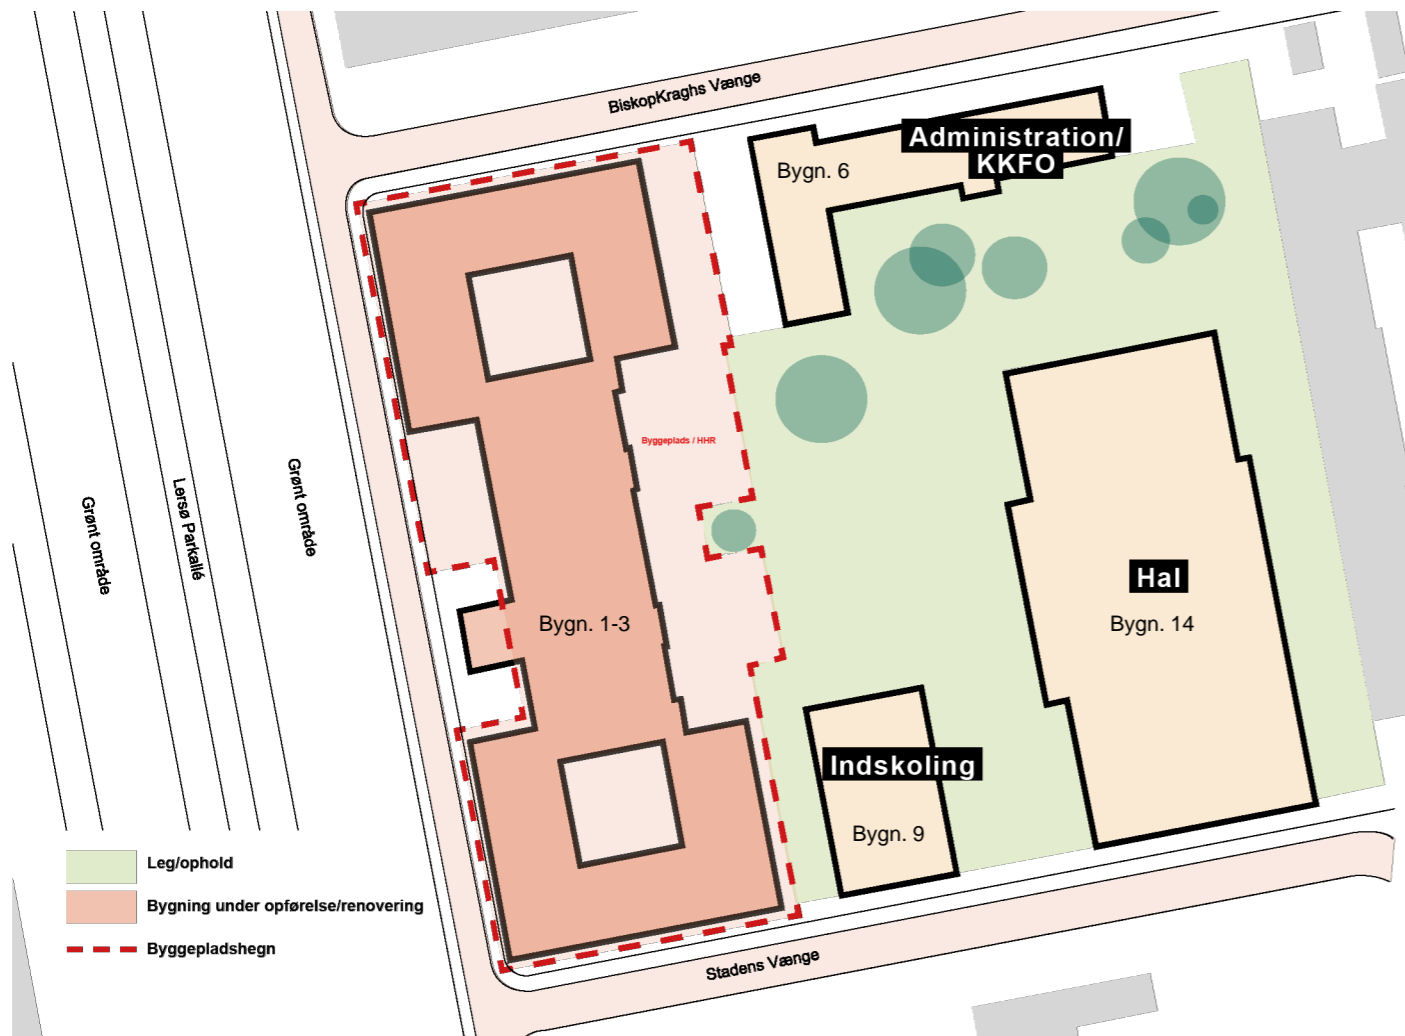 BiskopKraghs Vænge
Administration/
KKFO
Bygn. 6
Byggeplads / HHR
Grønt område
Lersø Parkallé
Grønt område
Hal
Bygn. 14
Bygn. 1-3
Indskoling
Bygn. 9
Leg/ophold
Bygning under opførelse/renovering
Byggepladshegn
Stadens Vænge